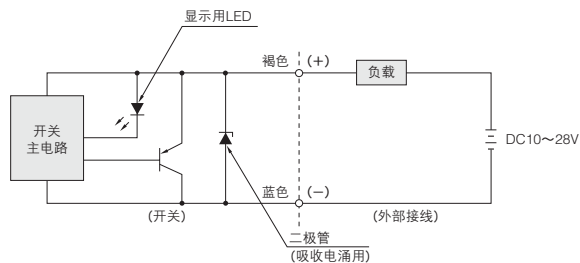 显示用LED
褐色 (+)
负载
开关
主电路
DC10～28V
蓝色 (−)
(开关)
(外部接线)
二极管
(吸收电涌用)